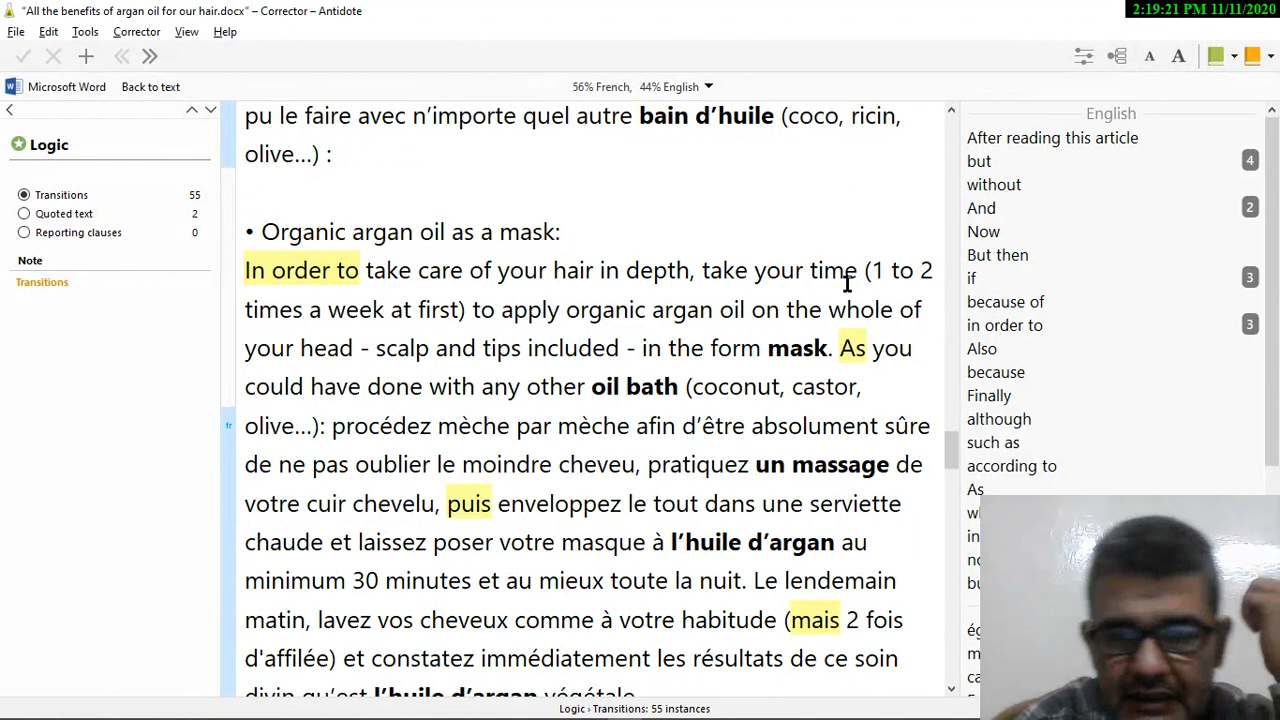 "All the benefits of argan oil for our hair.docx" – Corrector – Antidote
2:19:21 PM 11/11/2020
File Edit Tools Corrector View Help
A A
Microsoft Word Back to text 56% French, 44% English
Logic
Transitions 55
Quoted text 2
Reporting clauses 0
Note
Transitions
fr
pu le faire avec n’importe quel autre bain d’huile (coco, ricin,
olive...) :
• Organic argan oil as a mask:
In order to take care of your hair in depth, take your time (1 to 2
times a week at first) to apply organic argan oil on the whole of
your head - scalp and tips included - in the form mask. As you
could have done with any other oil bath (coconut, castor,
olive...): procédez mèche par mèche afin d’être absolument sûre
de ne pas oublier le moindre cheveu, pratiquez un massage de
votre cuir chevelu, puis enveloppez le tout dans une serviette
chaude et laissez poser votre masque à l’huile d’argan au
minimum 30 minutes et au mieux toute la nuit. Le lendemain
matin, lavez vos cheveux comme à votre habitude (mais 2 fois
d'affilée) et constatez immédiatement les résultats de ce soin
divin qu’est l’huile d’argan végétale.
English
After reading this article
but 4
without
And 2
Now
But then
if 3
because of
in order to 3
Also
because
Finally
although
such as
according to
As
Logic › Transitions: 55 instances